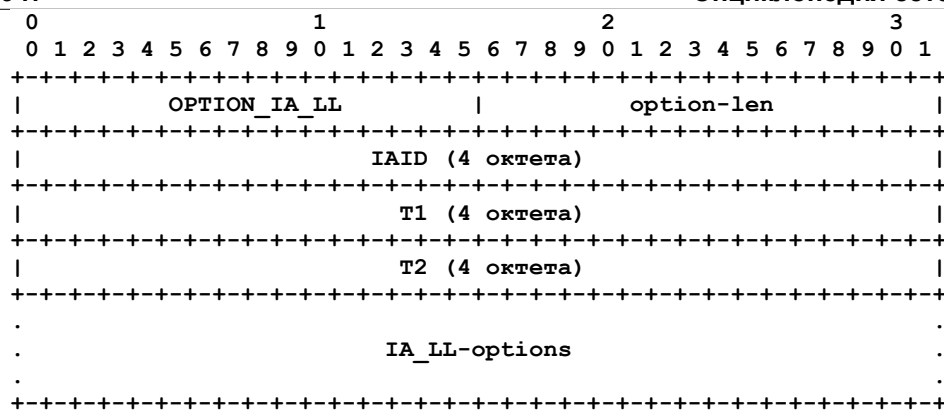 0 1 2 3
0 1 2 3 4 5 6 7 8 9 0 1 2 3 4 5 6 7 8 9 0 1 2 3 4 5 6 7 8 9 0 1
+-+-+-+-+-+-+-+-+-+-+-+-+-+-+-+-+-+-+-+-+-+-+-+-+-+-+-+-+-+-+-+-+
| OPTION_IA_LL | option-len |
+-+-+-+-+-+-+-+-+-+-+-+-+-+-+-+-+-+-+-+-+-+-+-+-+-+-+-+-+-+-+-+-+
| IAID (4 октета) |
+-+-+-+-+-+-+-+-+-+-+-+-+-+-+-+-+-+-+-+-+-+-+-+-+-+-+-+-+-+-+-+-+
| T1 (4 октета) |
+-+-+-+-+-+-+-+-+-+-+-+-+-+-+-+-+-+-+-+-+-+-+-+-+-+-+-+-+-+-+-+-+
| T2 (4 октета) |
+-+-+-+-+-+-+-+-+-+-+-+-+-+-+-+-+-+-+-+-+-+-+-+-+-+-+-+-+-+-+-+-+
. .
. IA_LL-options .
. .
+-+-+-+-+-+-+-+-+-+-+-+-+-+-+-+-+-+-+-+-+-+-+-+-+-+-+-+-+-+-+-+-+